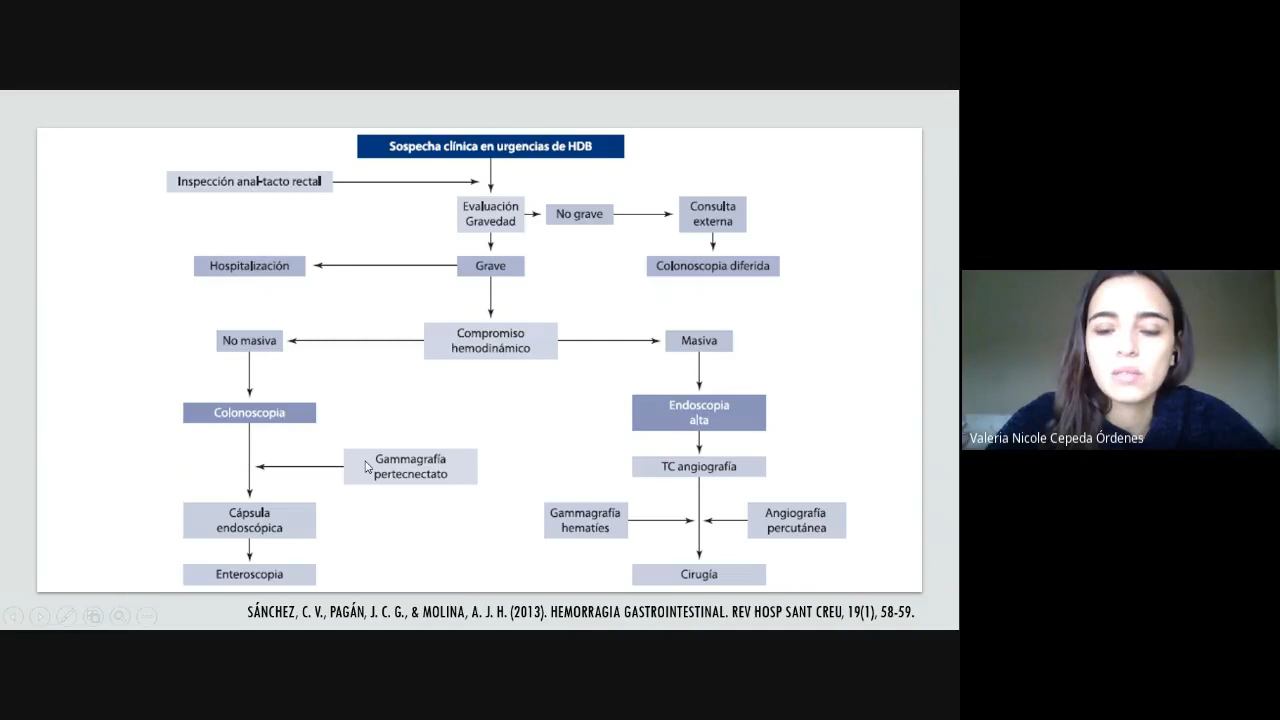 Sospecha clínica en urgencias de HDB
Inspección anal-tacto rectal
Evaluación
Gravedad
No grave
Consulta
externa
Hospitalización
Grave
Colonoscopia diferida
No masiva
Compromiso
hemodinámico
Masiva
Colonoscopia
Endoscopia
alta
Gammagrafía
pertecnectato
TC angiografía
Cápsula
endoscópica
Gammagrafía
hematíes
Angiografía
percutánea
Enteroscopia
Cirugía
SÁNCHEZ, C. V., PAGÁN, J. C. G., & MOLINA, A. J. H. (2013). HEMORRAGIA GASTROINTESTINAL. REV HOSP SANT CREU, 19(1), 58-59.
Valeria Nicole Cepeda Órdenes